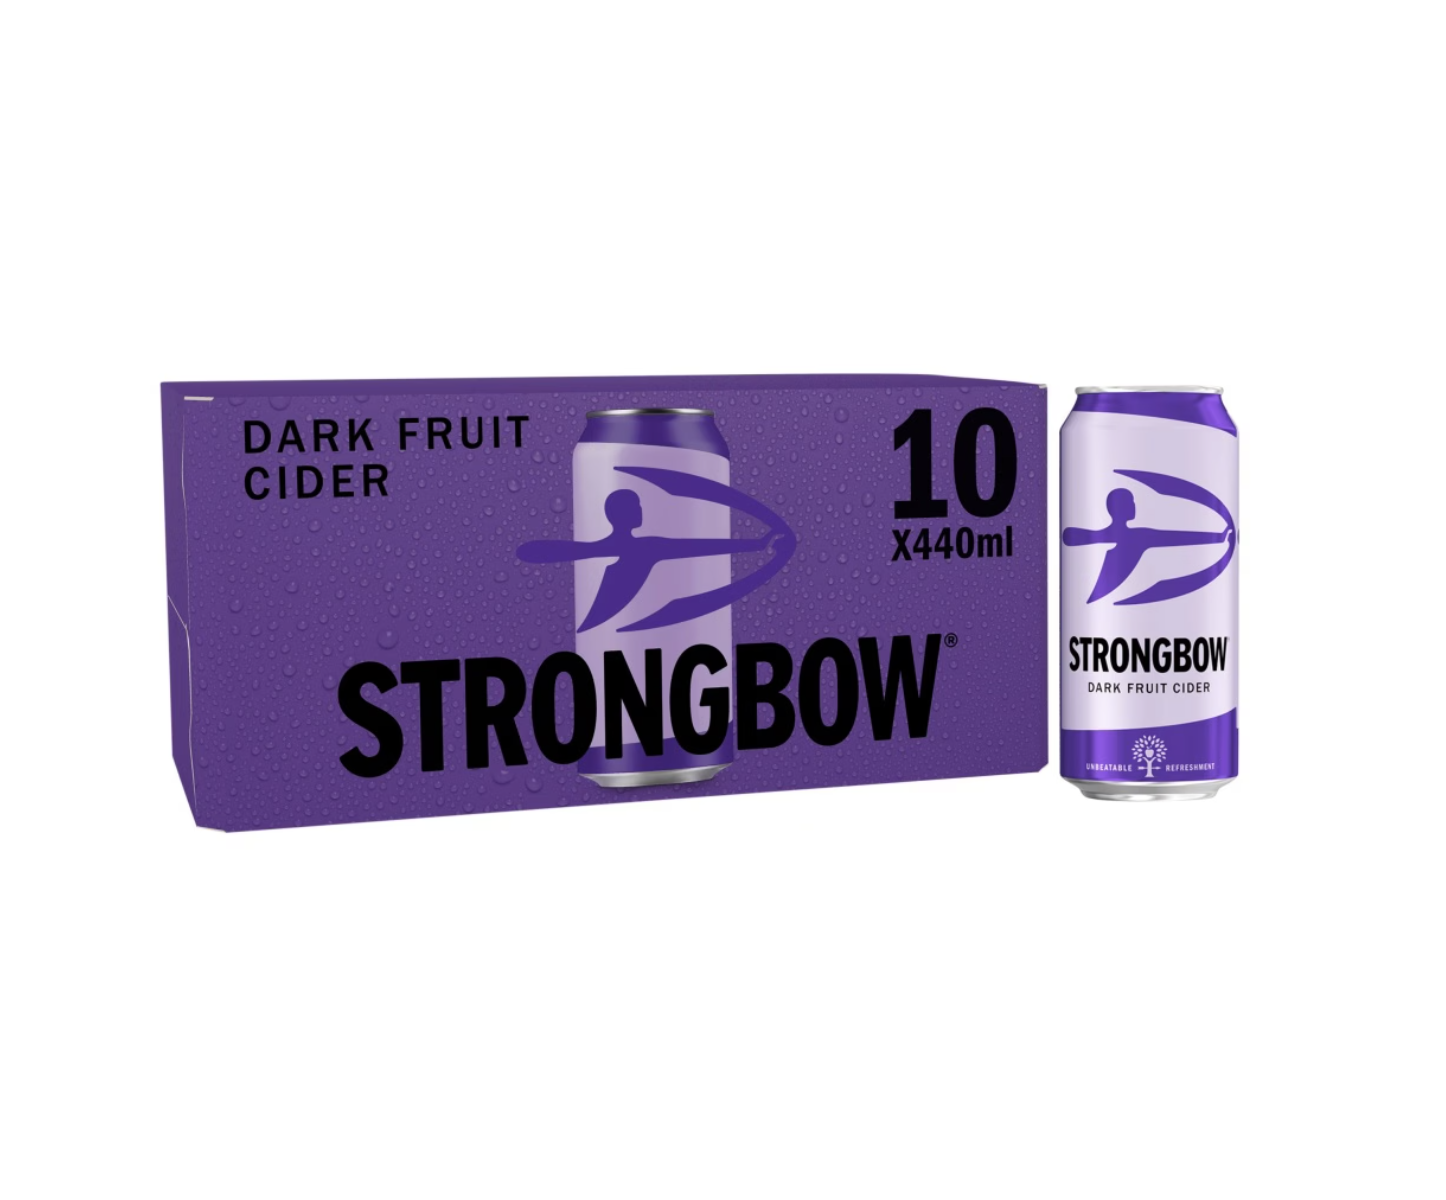 DARK FRUIT
CIDER
10
X440ml
STRONGBOW®
STRONGBOW
DARK FRUIT CIDER
UNBEATABLE REFRESHMENT